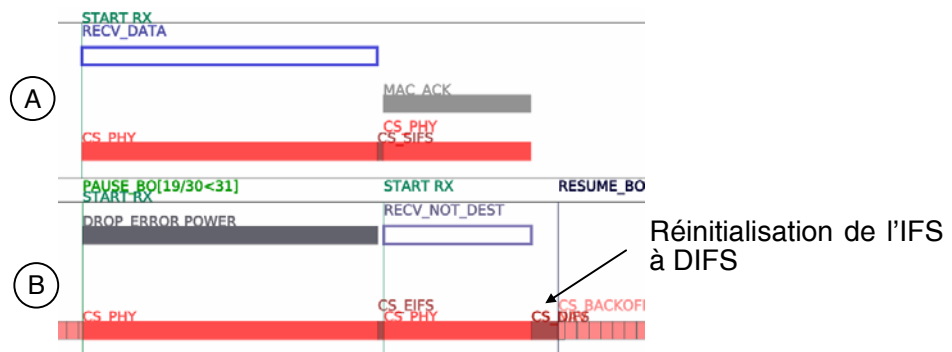 START RX
RECV_DATA
A
MAC_ACK
CS_PHY
CS_PHY
CS_SIFS
PAUSE_BO[19/30<31]
START RX
START RX
RESUME_BO
DROP_ERROR POWER
RECV_NOT_DEST
Réinitialisation de l'IFS
à DIFS
B
CS_EIFS
CS_BACKOFF
CS_PHY
CS_PHY
CS_DIFS